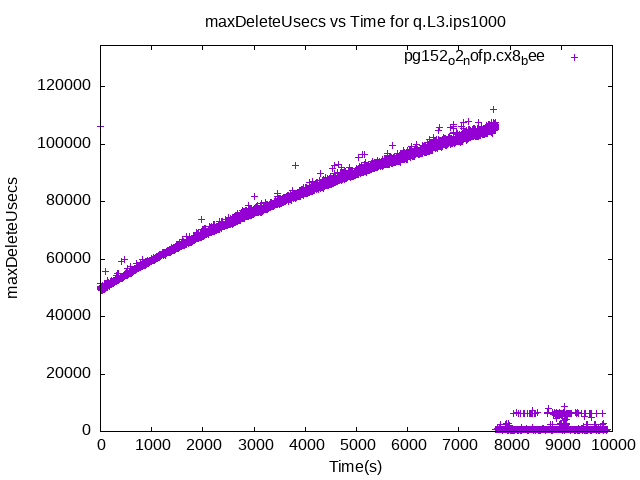 maxDeleteUsecs vs Time for q.L3.ips1000
pg152ₒ2ₙofp.cx8_bee
120000
100000
80000
60000
40000
20000
0
maxDeleteUsecs
0 1000 2000 3000 4000 5000 6000 7000 8000 9000 10000
Time(s)